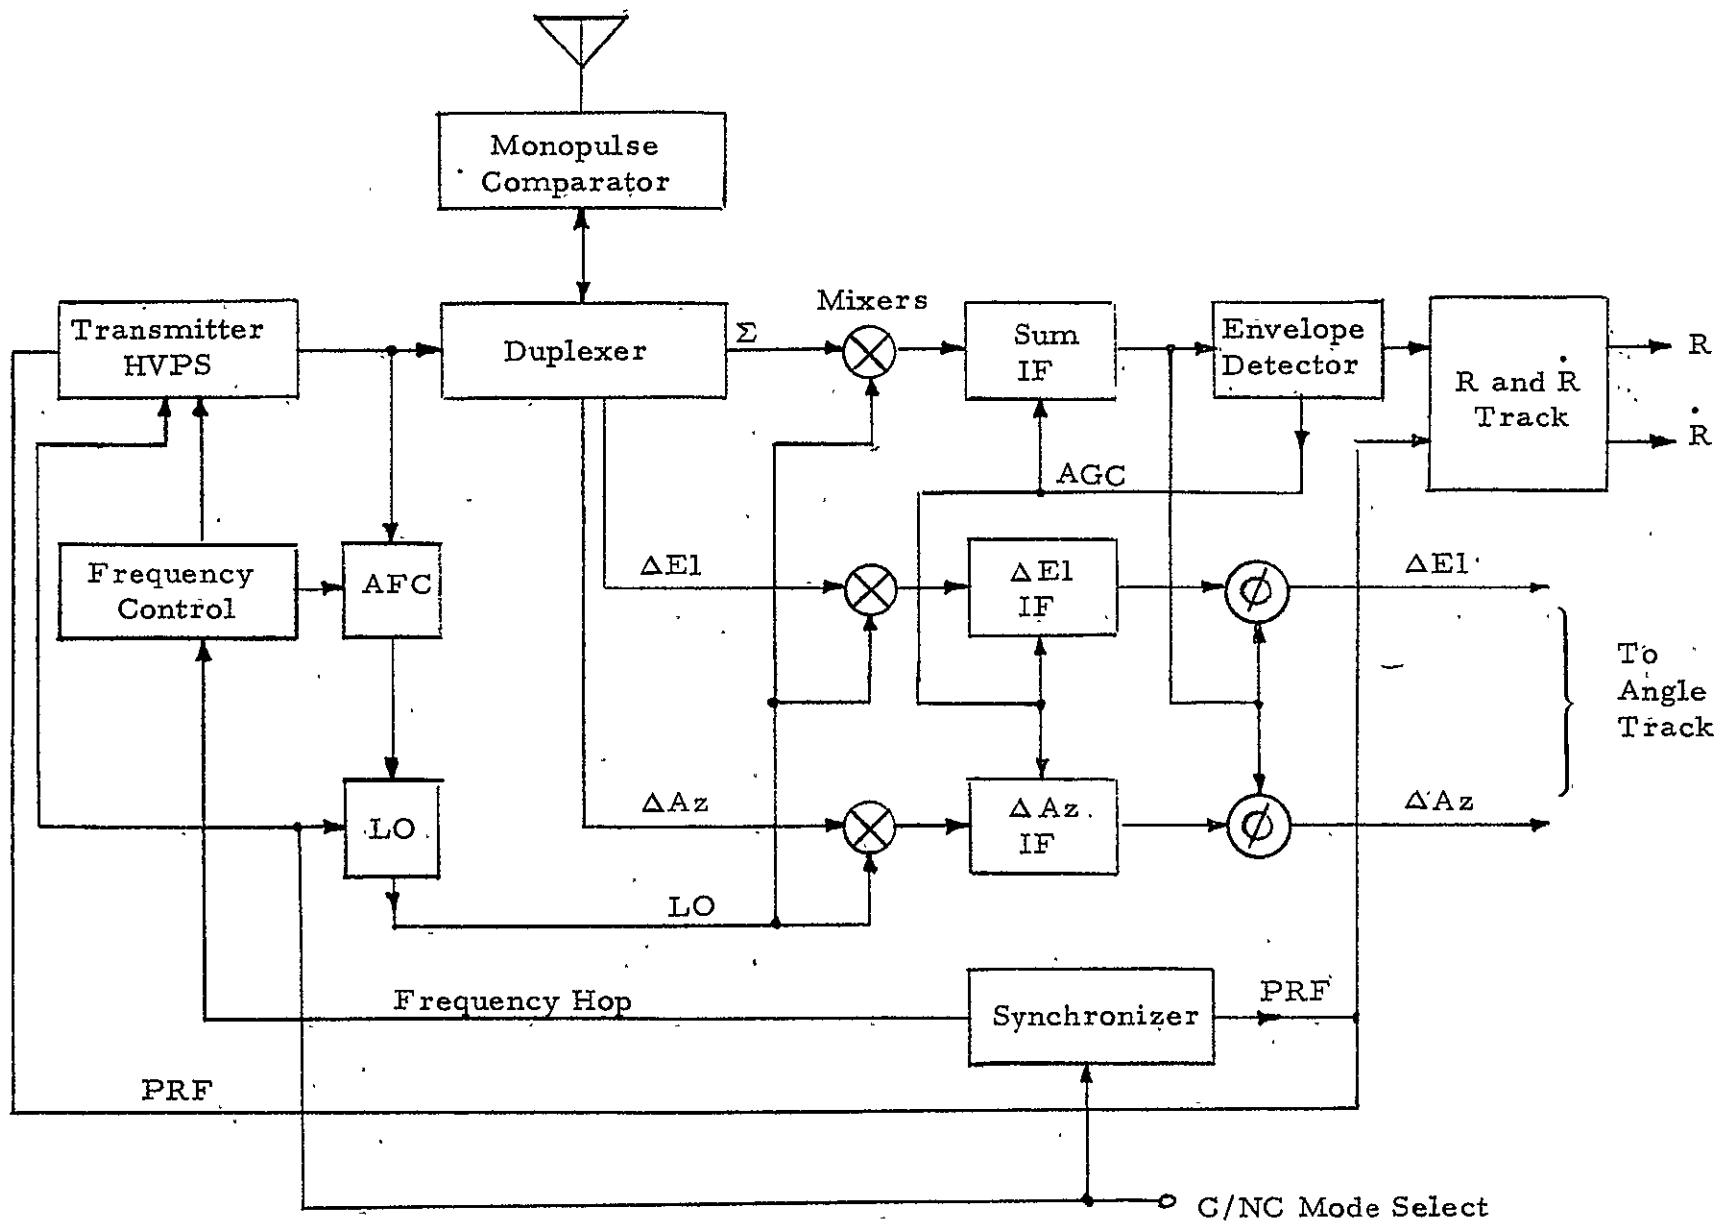 Monopulse
Comparator
Transmitter
HVPS
Duplexer
Σ
Mixers
Sum
IF
Envelope
Detector
R and Ṙ
Track
R
Ṙ
AGC
Frequency
Control
AFC
ΔEl
ΔEl
IF
ϕ
ΔEl
To
Angle
Track
LO
ΔAz
ΔAz
IF
ϕ
ΔAz
LO
Frequency Hop
Synchronizer
PRF
PRF
C/NC Mode Select